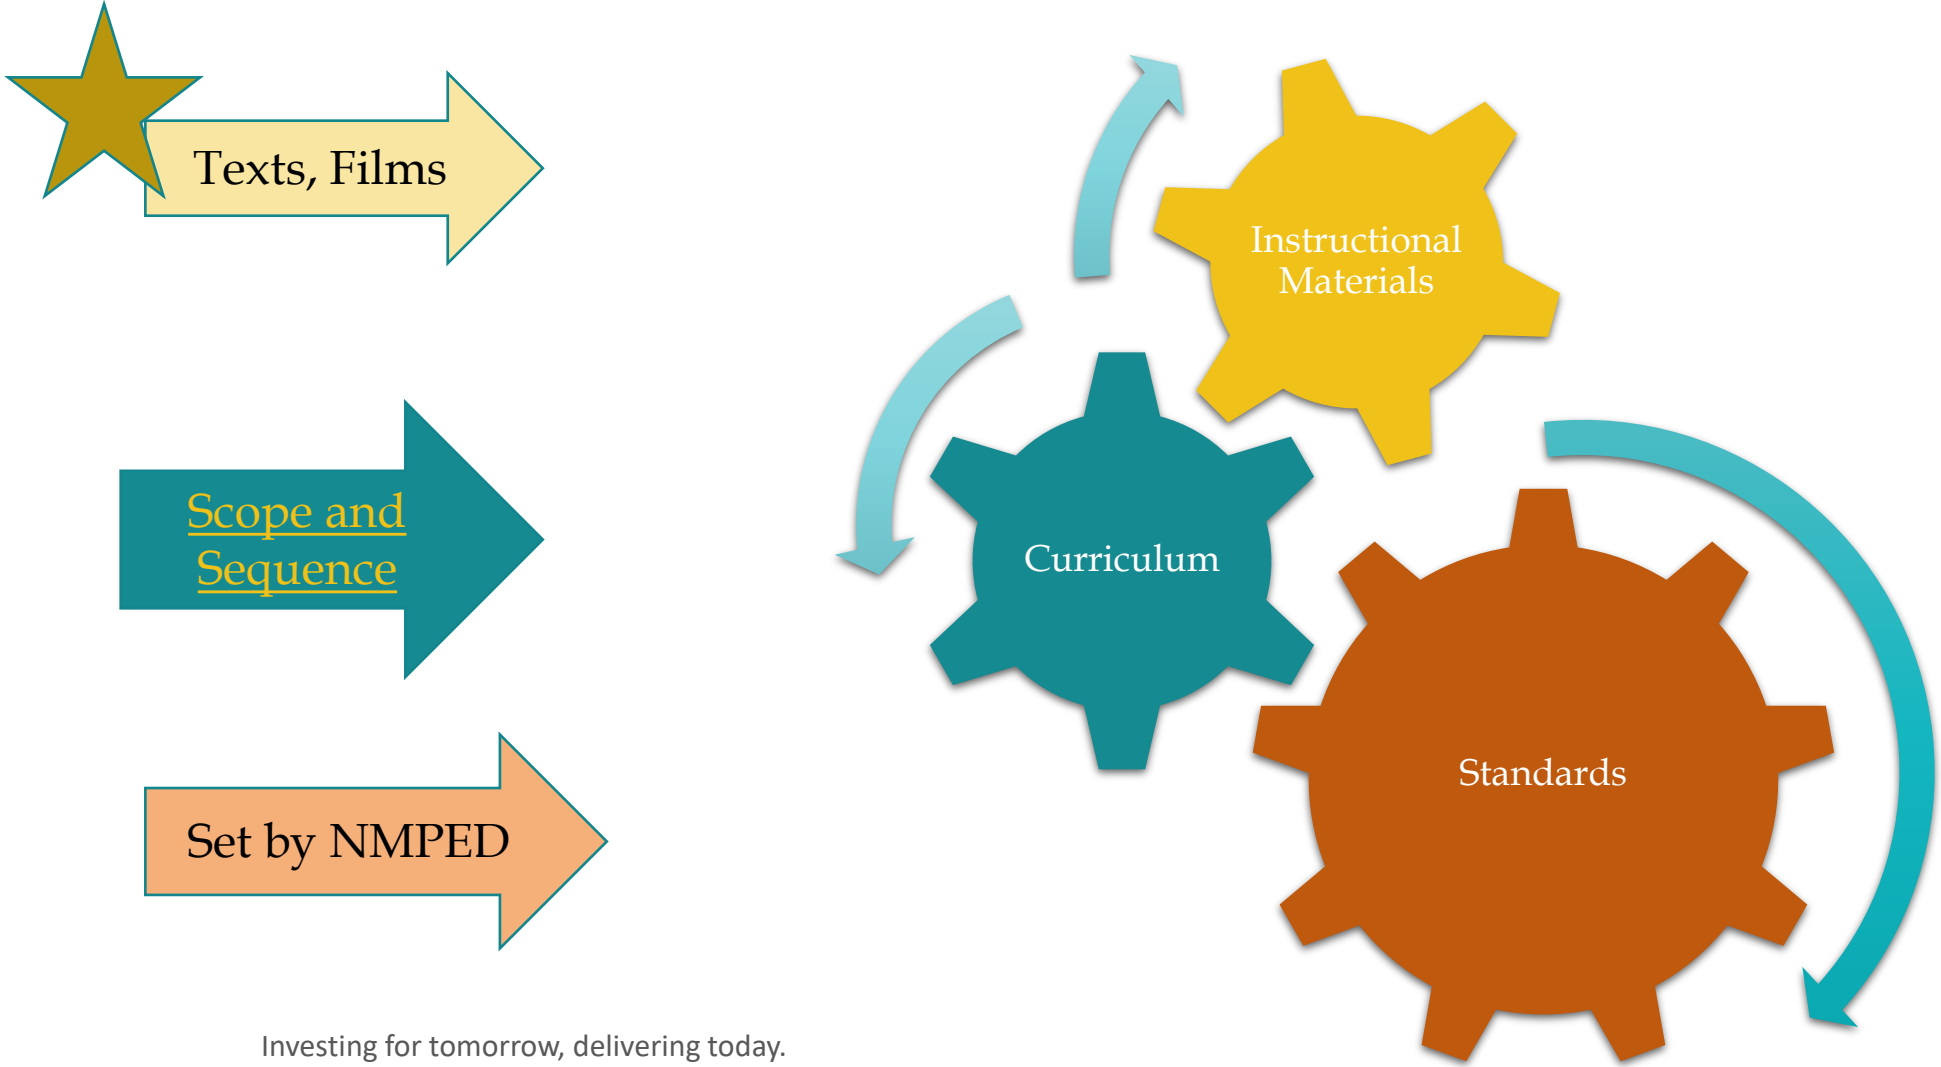 Texts, Films
Instructional
Materials
Scope and
Sequence
Curriculum
Standards
Set by NMPED
Investing for tomorrow, delivering today.